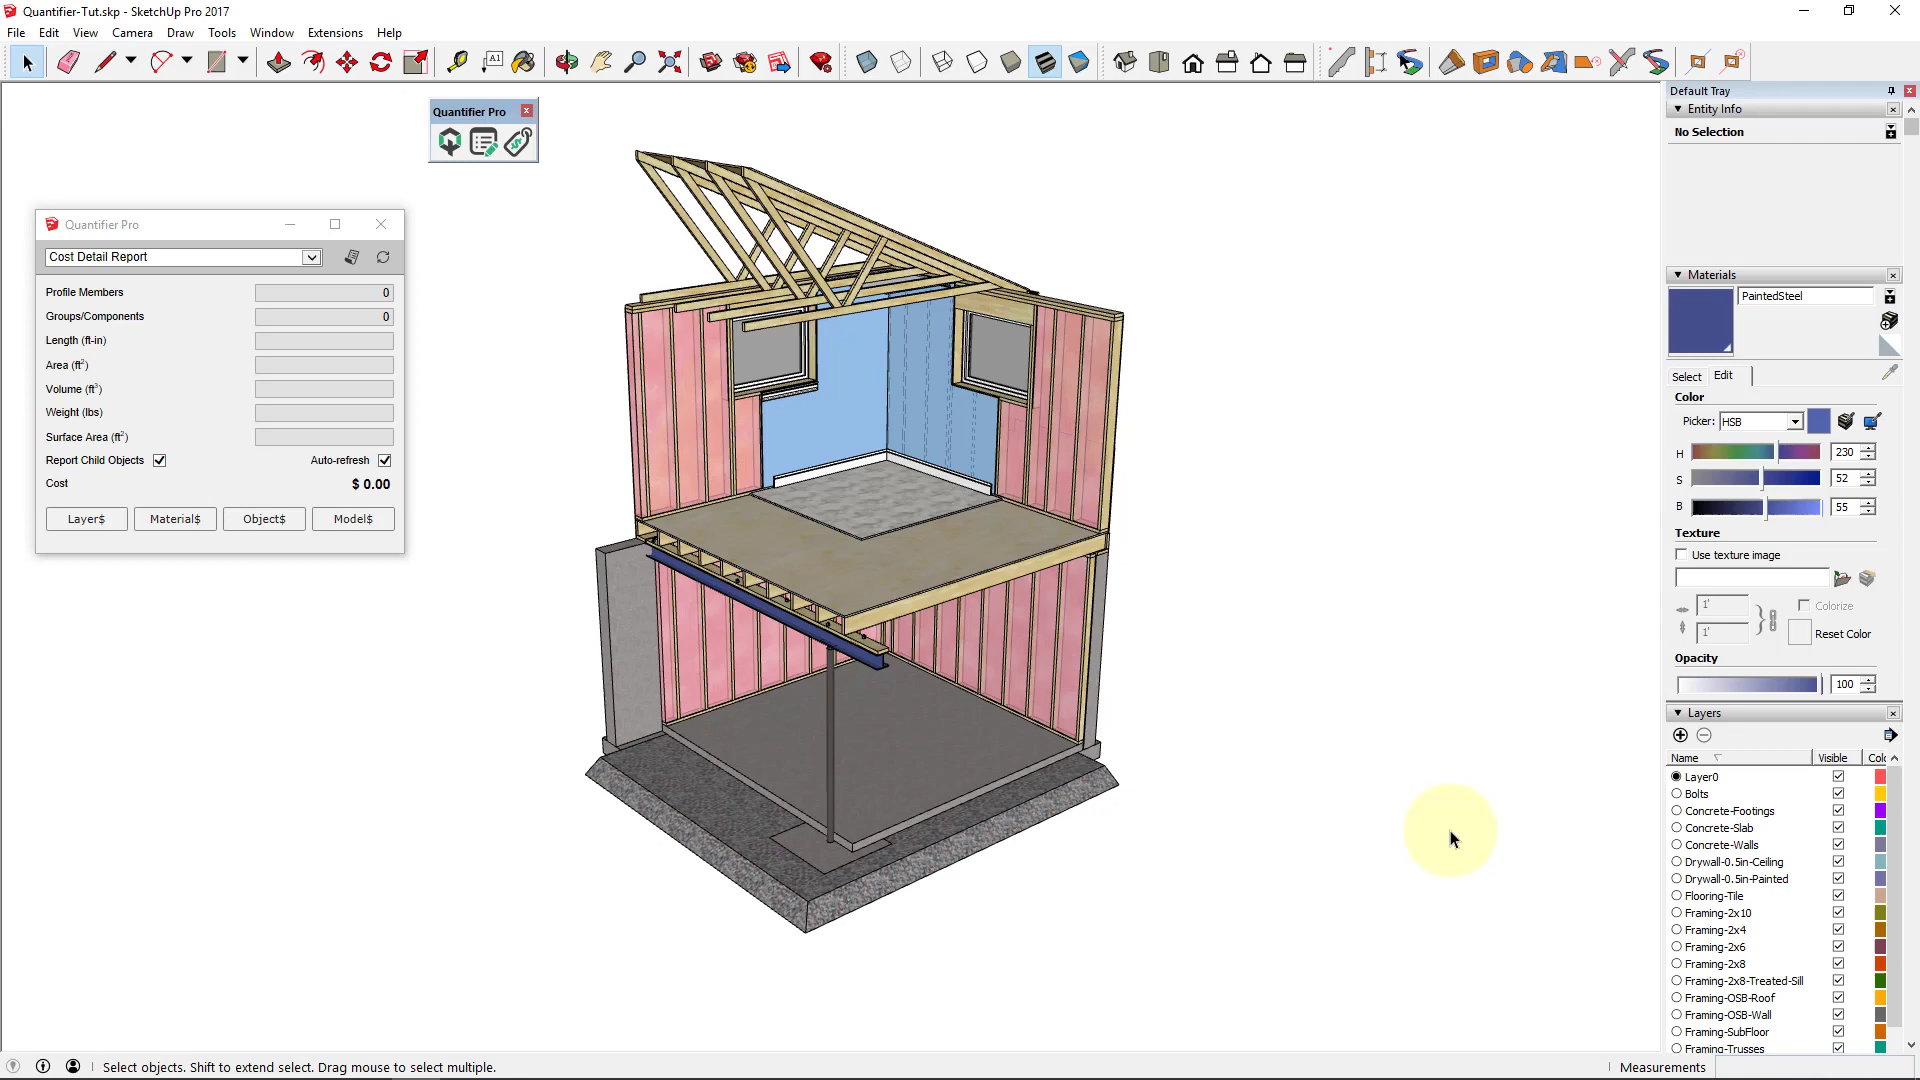 Quantifier-Tut.skp - SketchUp Pro 2017
File Edit View Camera Draw Tools Window Extensions Help
A1
Quantifier Pro
Quantifier Pro
Cost Detail Report
Profile Members 0
Groups/Components 0
Length (ft-in)
Area (ft²)
Volume (ft³)
Weight (lbs)
Surface Area (ft²)
Report Child Objects Auto-refresh
Cost $ 0.00
Layer$ Material$ Object$ Model$
Default Tray
Entity Info
No Selection
Materials
PaintedSteel
Select Edit
Color
Picker: HSB
H 230
S 52
B 55
Texture
Use texture image
1' Colorize
1' Reset Color
Opacity
100
Layers
Name Visible Colo
Layer0
Bolts
Concrete-Footings
Concrete-Slab
Concrete-Walls
Drywall-0.5in-Ceiling
Drywall-0.5in-Painted
Flooring-Tile
Framing-2x10
Framing-2x4
Framing-2x6
Framing-2x8
Framing-2x8-Treated-Sill
Framing-OSB-Roof
Framing-OSB-Wall
Framing-SubFloor
Framing-Trusses
Select objects. Shift to extend select. Drag mouse to select multiple. Measurements